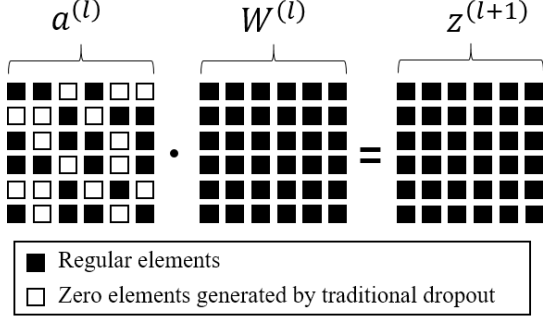 a^{(l)} W^{(l)} z^{(l+1)}
· =
Regular elements
Zero elements generated by traditional dropout